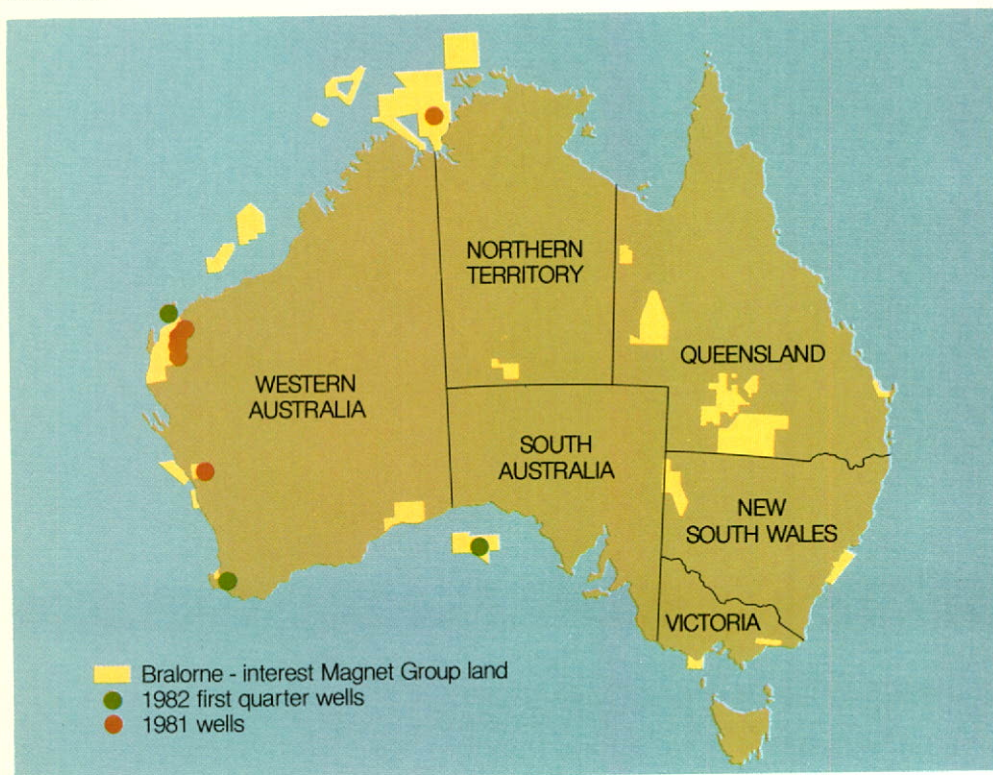 NORTHERN
TERRITORY
QUEENSLAND
WESTERN
AUSTRALIA
SOUTH
AUSTRALIA
NEW
SOUTH WALES
VICTORIA
Bralorne - interest Magnet Group land
1982 first quarter wells
1981 wells